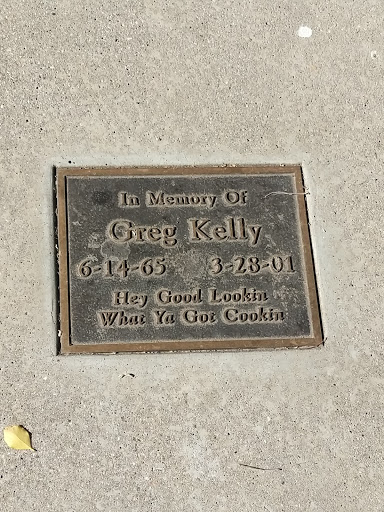 In Memory Of
Greg Kelly
6-14-65 3-28-01
Hey Good Lookin
What Ya Got Cookin